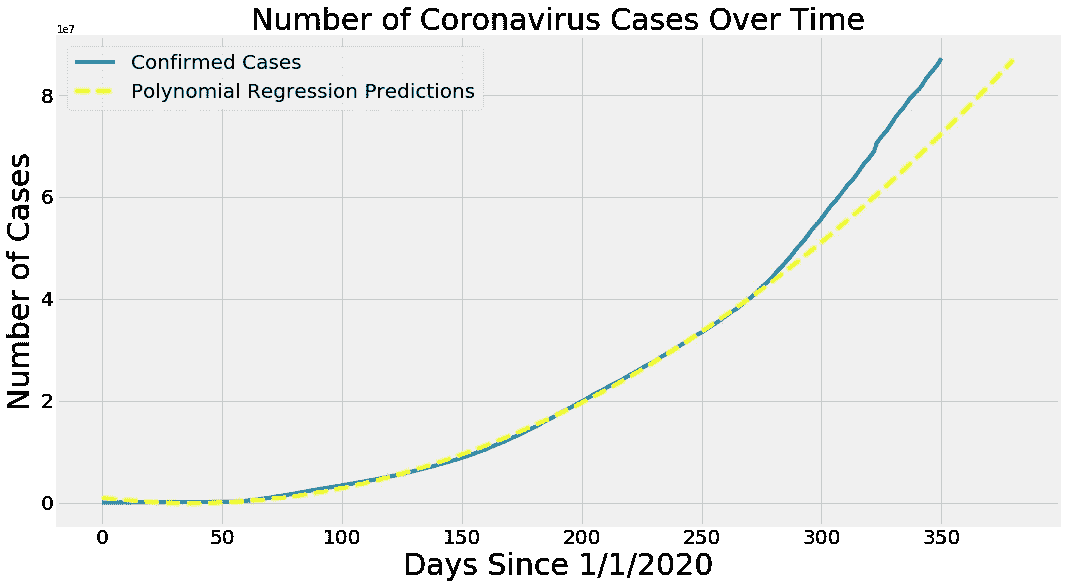 Number of Coronavirus Cases Over Time
1e7
Confirmed Cases
Polynomial Regression Predictions
8
6
4
2
0
Number of Cases
0 50 100 150 200 250 300 350
Days Since 1/1/2020